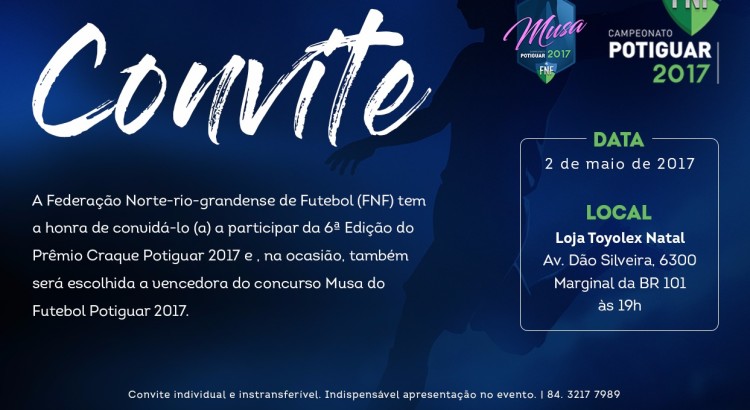 Convite
Musa
POTIGUAR 2017
FNF
FNF
CAMPEONATO
POTIGUAR
2017
A Federação Norte-rio-grandense de Futebol (FNF) tem
a honra de convidá-lo (a) a participar da 6ª Edição do
Prêmio Craque Potiguar 2017 e , na ocasião, também
será escolhida a vencedora do concurso Musa do
Futebol Potiguar 2017.
DATA
2 de maio de 2017
LOCAL
Loja Toyolex Natal
Av. Dão Silveira, 6300
Marginal da BR 101
às 19h
Convite individual e instransferível. Indispensável apresentação no evento. | 84. 3217 7989